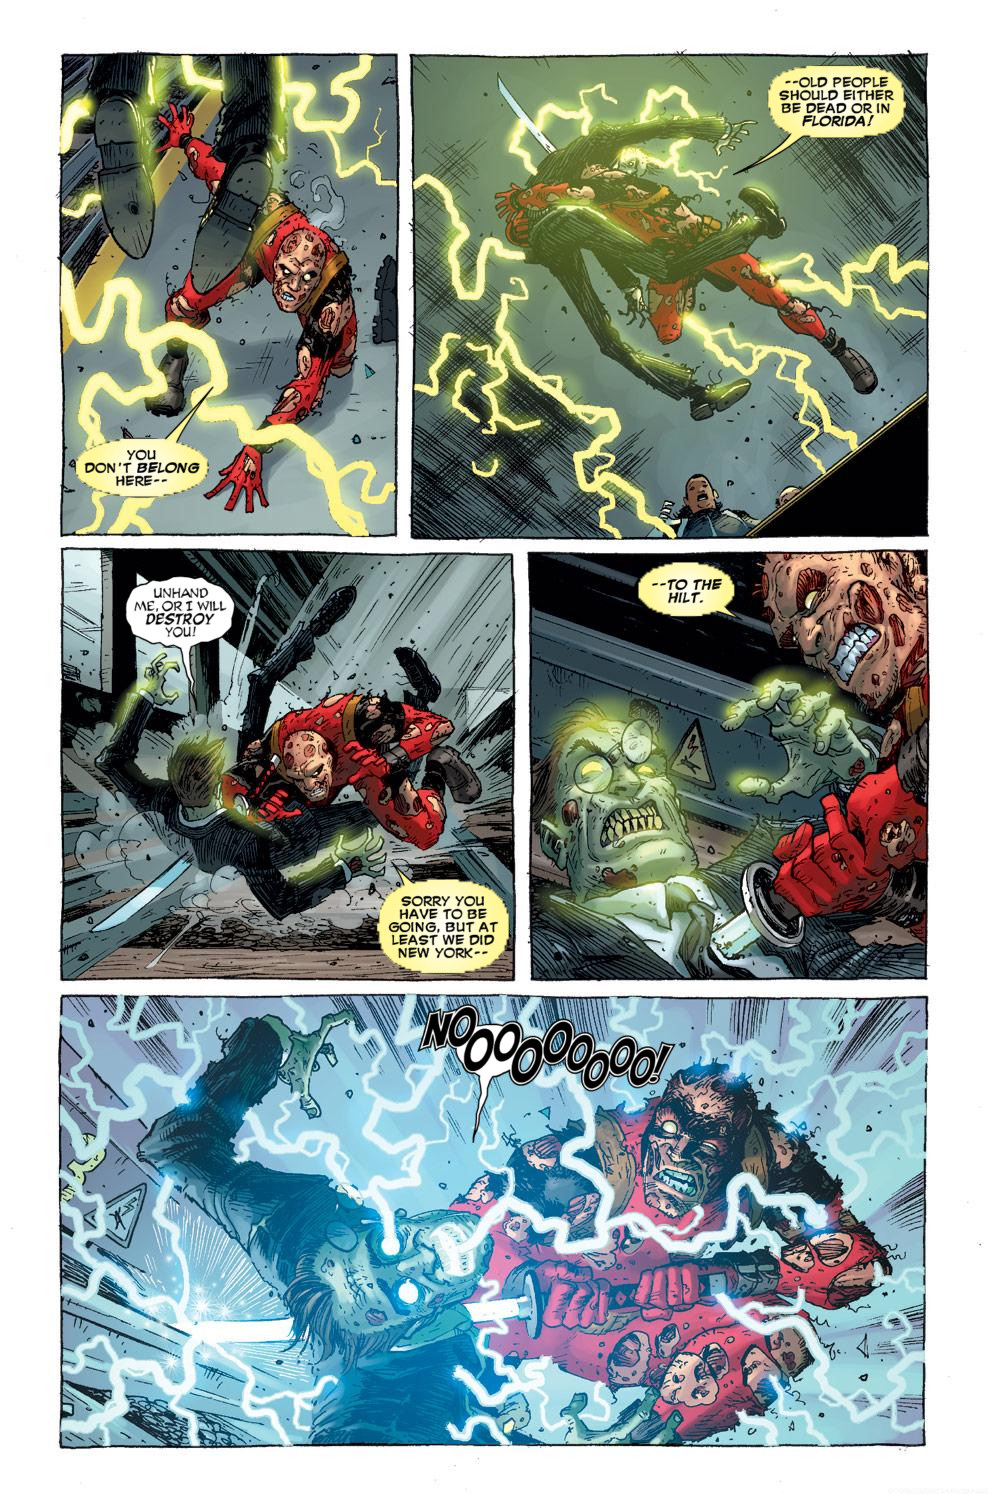 YOU
DON'T BELONG
HERE--
--OLD PEOPLE
SHOULD EITHER
BE DEAD OR IN
FLORIDA!
UNHAND
ME, OR I WILL
DESTROY
YOU!
SORRY YOU
HAVE TO BE
GOING, BUT AT
LEAST WE DID
NEW YORK--
--TO THE
HILT.
NOOOOOOOOO!